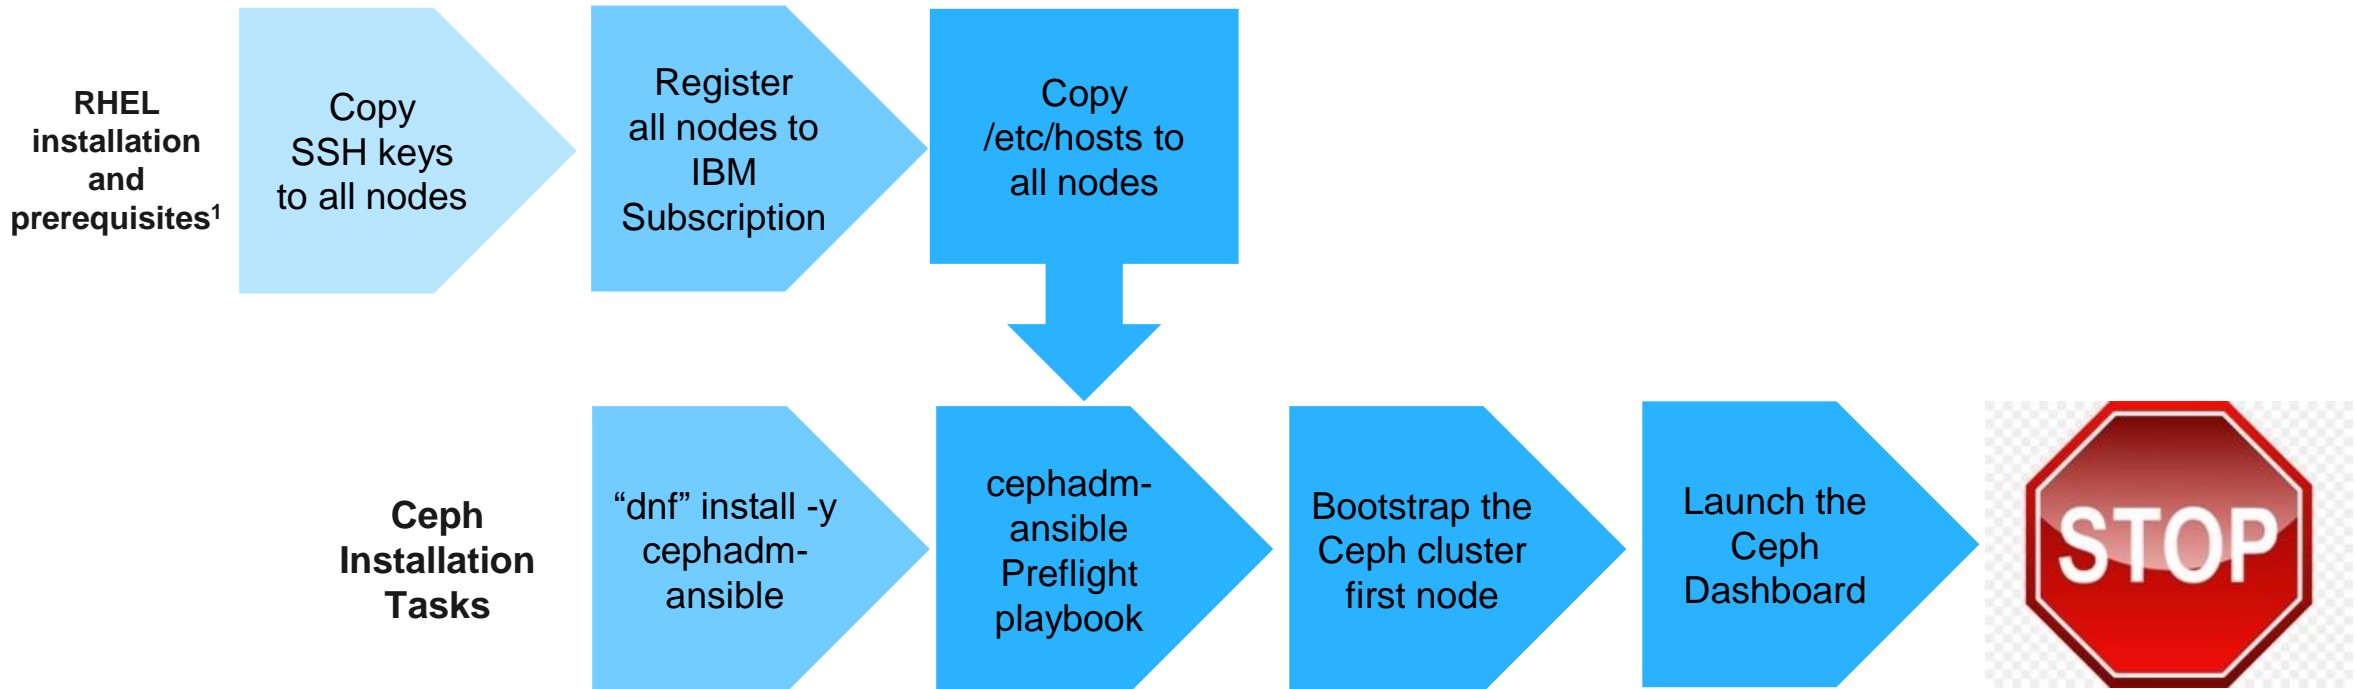 RHEL
installation
and
prerequisites¹
Copy
SSH keys
to all nodes
Register
all nodes to
IBM
Subscription
Copy
/etc/hosts to
all nodes
Ceph
Installation
Tasks
“dnf” install -y
cephadm-
ansible
cephadm-
ansible
Preflight
playbook
Bootstrap the
Ceph cluster
first node
Launch the
Ceph
Dashboard
STOP